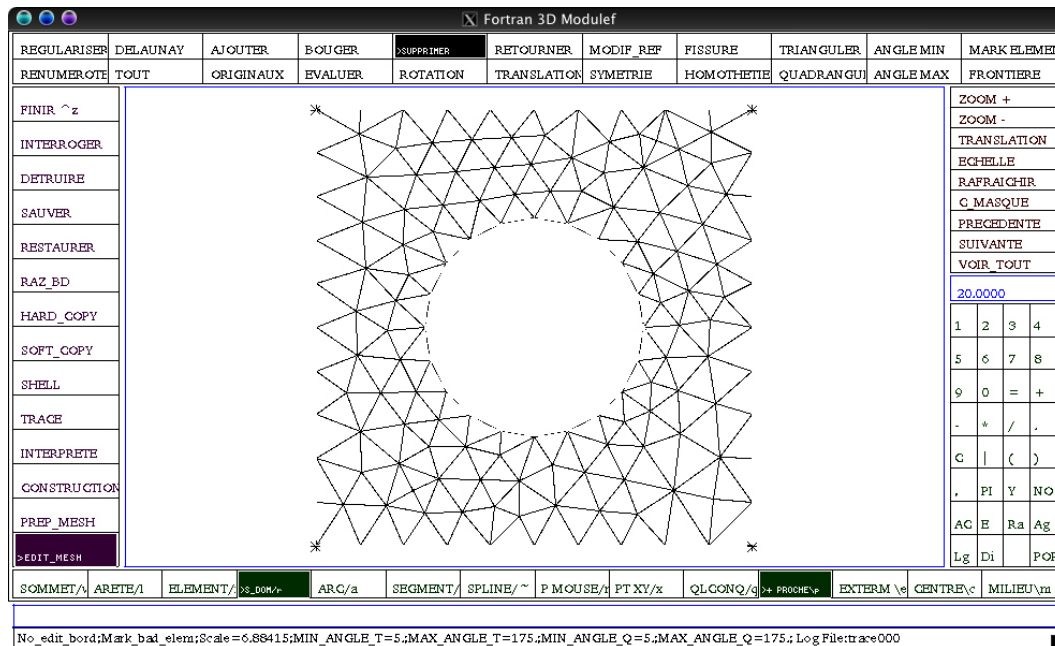 Fortran 3D Modulef
REGULARISER DELAUNAY AJOUTER BOUGER >SUPPRIMER RETOURNER MODIF_REF FISSURE TRIANGULER ANGLE MIN MARK ELEME
RENUMEROTE TOUT ORIGINAUX EVALUER ROTATION TRANSLATION SYMETRIE HOMOTHETIE QUADRANGU ANGLE MAX FRONTIERE
FINIR ^z
INTERROGER
DETRUIRE
SAUVER
RESTAURER
RAZ_BD
HARD_COPY
SOFT_COPY
SHELL
TRACE
INTERPRETE
CONSTRUCTION
PREP_MESH
>EDIT_MESH
ZOOM +
ZOOM -
TRANSLATION
ECHELLE
RAFRAICHIR
C_MASQUE
PRECEDENTE
SUIVANTE
VOIR_TOUT
20.0000
1 2 3 4
5 6 7 8
9 0 = +
- * / .
C | ( )
, PI Y NO
AC E Ra Ag
Lg Di POP
SOMMET/v ARETE/l ELEMENT/ >S_DOM/r ARC/a SEGMENT/ SPLINE/~ P MOUSE/r PT XY/x QLCONQ/q >+ PROCHE\p EXTERM \e CENTRE\c MILIEU\m
No_edit_bord;Mark_bad_elem;Scale=6.88415;MIN_ANGLE_T=5.;MAX_ANGLE_T=175.;MIN_ANGLE_Q=5.;MAX_ANGLE_Q=175.; Log File:trace000